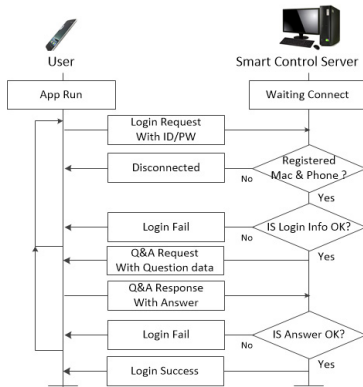 User
Smart Control Server
App Run
Waiting Connect
Login Request
With ID/PW
Disconnected
No
Registered
Mac & Phone ?
Yes
Login Fail
No
IS Login Info OK?
Q&A Request
With Question data
Yes
Q&A Response
With Answer
Login Fail
No
IS Answer OK?
Login Success
Yes